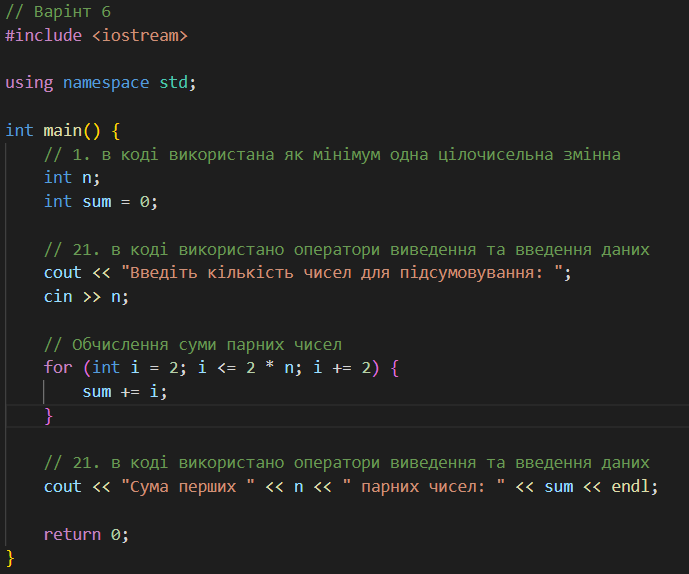 // Варінт 6
#include <iostream>
using namespace std;
int main() {
// 1. в коді використана як мінімум одна цілочисельна змінна
int n;
int sum = 0;
// 21. в коді використано оператори виведення та введення даних
cout << "Введіть кількість чисел для підсумовування: ";
cin >> n;
// Обчислення суми парних чисел
for (int i = 2; i <= 2 * n; i += 2) {
sum += i;
}
// 21. в коді використано оператори виведення та введення даних
cout << "Сума перших " << n << " парних чисел: " << sum << endl;
return 0;
}